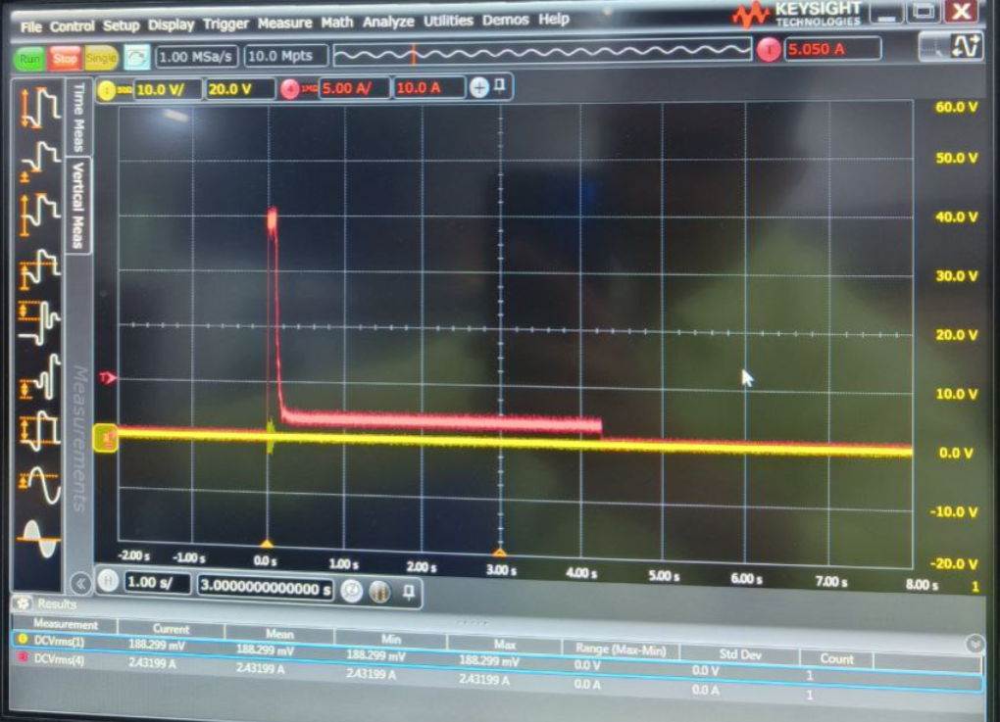 File Control Setup Display Trigger Measure Math Analyze Utilities Demos Help
KEYSIGHT
TECHNOLOGIES
X
Run Stop Single 1.00 MSa/s 10.0 Mpts T 5.050 A
1 50Ω 10.0 V/ 20.0 V 4 1MΩ 5.00 A/ 10.0 A
Time Meas
Vertical Meas
Measurements
60.0 V
50.0 V
40.0 V
30.0 V
20.0 V
10.0 V
0.0 V
-10.0 V
-20.0 V
T
-2.00 s -1.00 s 0.0 s 1.00 s 2.00 s 3.00 s 4.00 s 5.00 s 6.00 s 7.00 s 8.00 s 1
H 1.00 s/ 3.0000000000000 s
Results
Measurement Current Mean Min Max Range (Max-Min) Std Dev Count
DCVrms(1) 188.299 mV 188.299 mV 188.299 mV 188.299 mV 0.0 V 0.0 V 1
DCVrms(4) 2.43199 A 2.43199 A 2.43199 A 2.43199 A 0.0 A 0.0 A 1